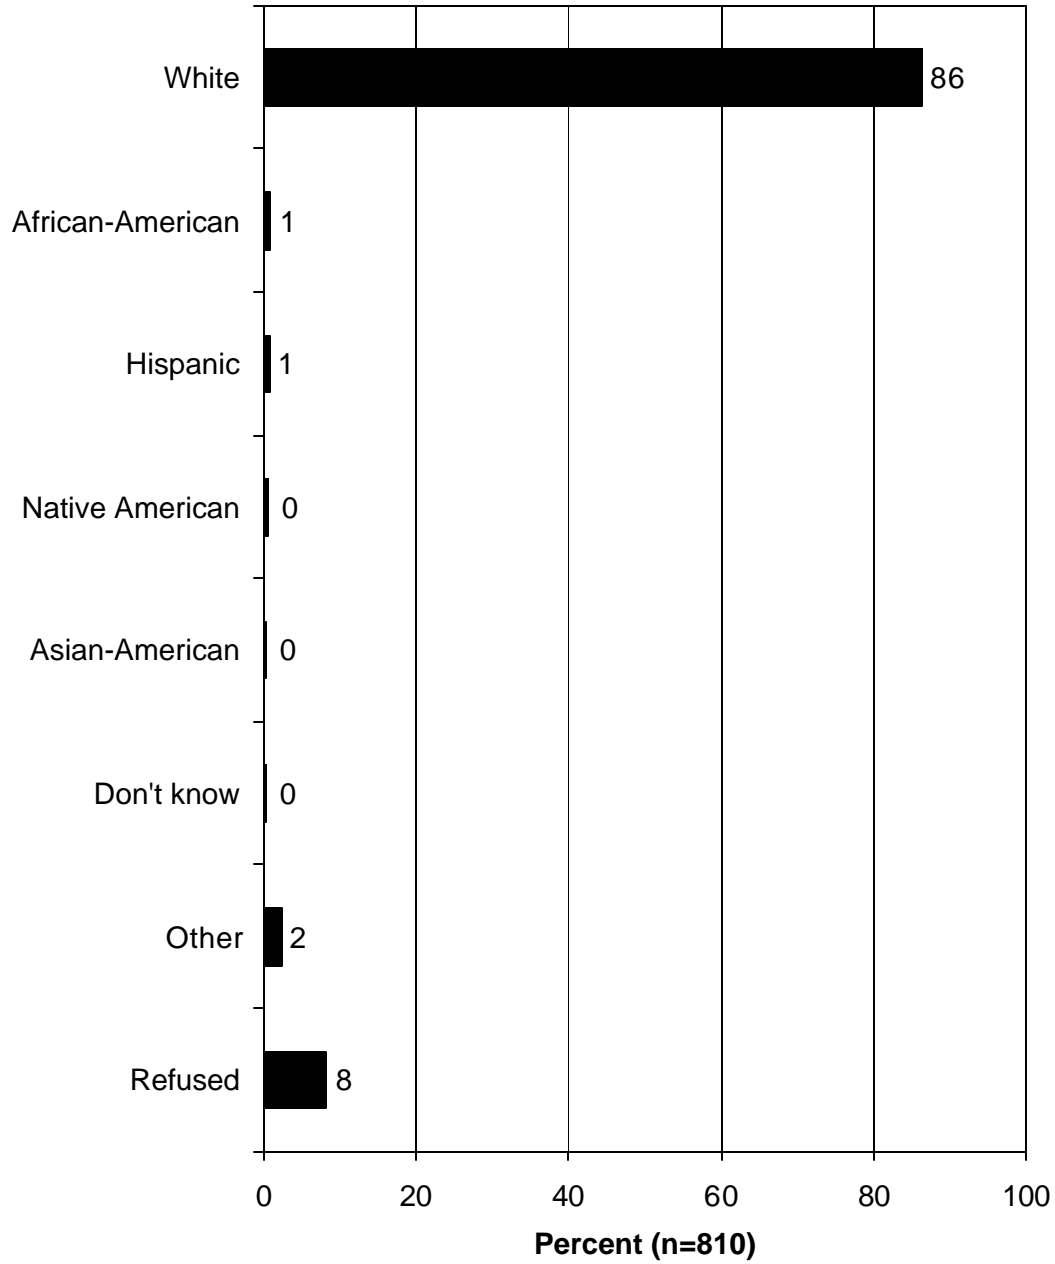 White 86
African-American 1
Hispanic 1
Native American 0
Asian-American 0
Don't know 0
Other 2
Refused 8
0 20 40 60 80 100
Percent (n=810)